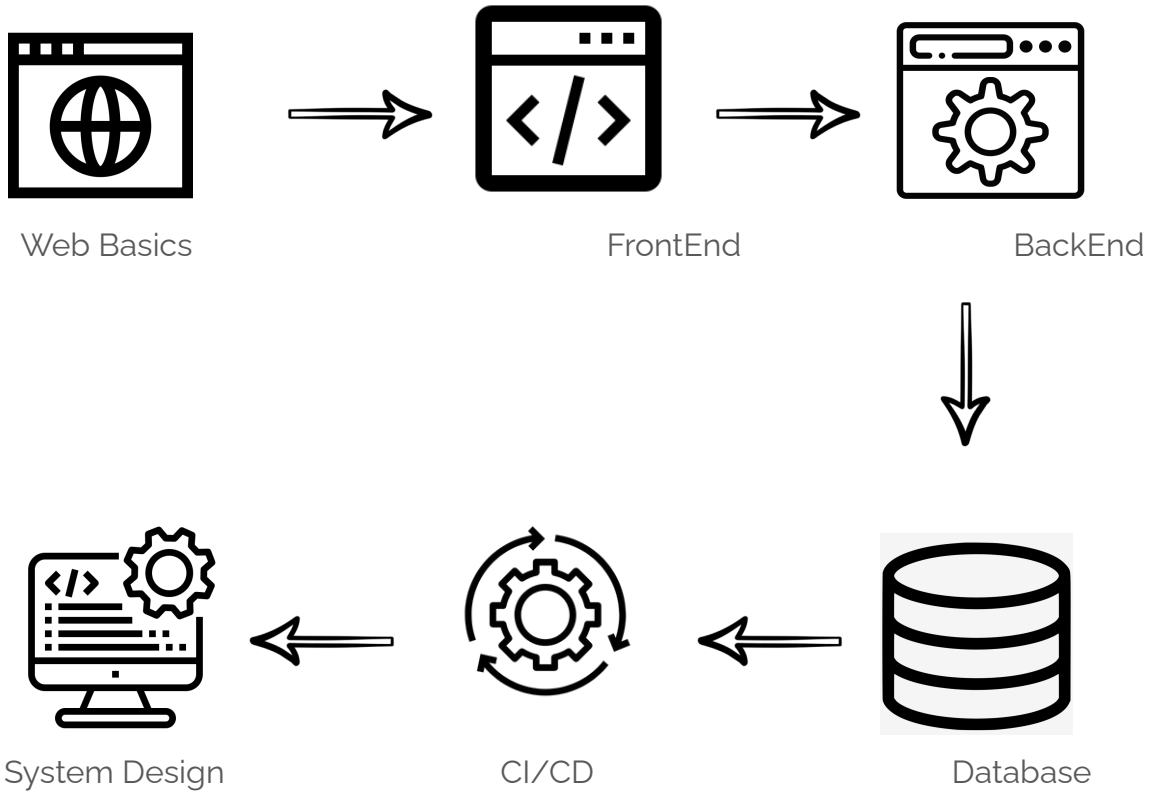 Web Basics
FrontEnd
BackEnd
System Design
CI/CD
Database